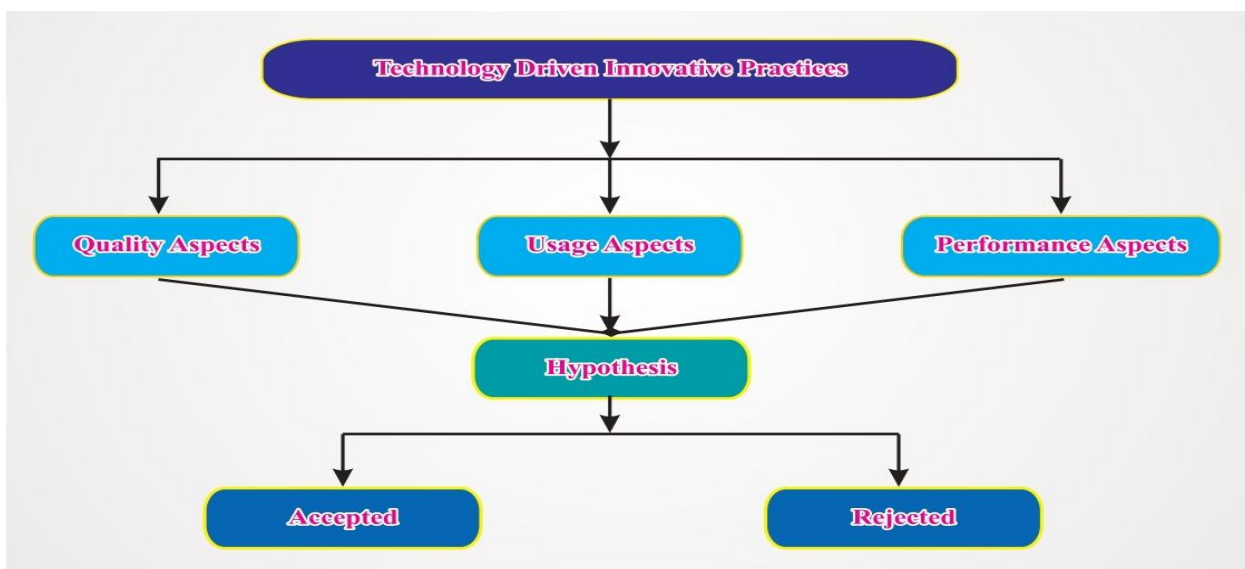 Technology Driven Innovative Practices
Quality Aspects
Usage Aspects
Performance Aspects
Hypothesis
Accepted
Rejected